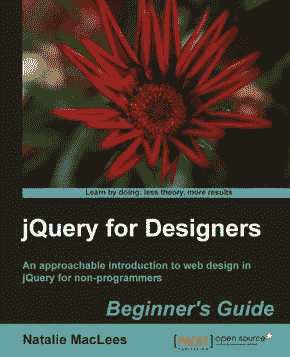 Learn by doing: less theory, more results
jQuery for Designers
An approachable introduction to web design in
jQuery for non-programmers
Beginner's Guide
Natalie MacLees
[PACKT] open source*